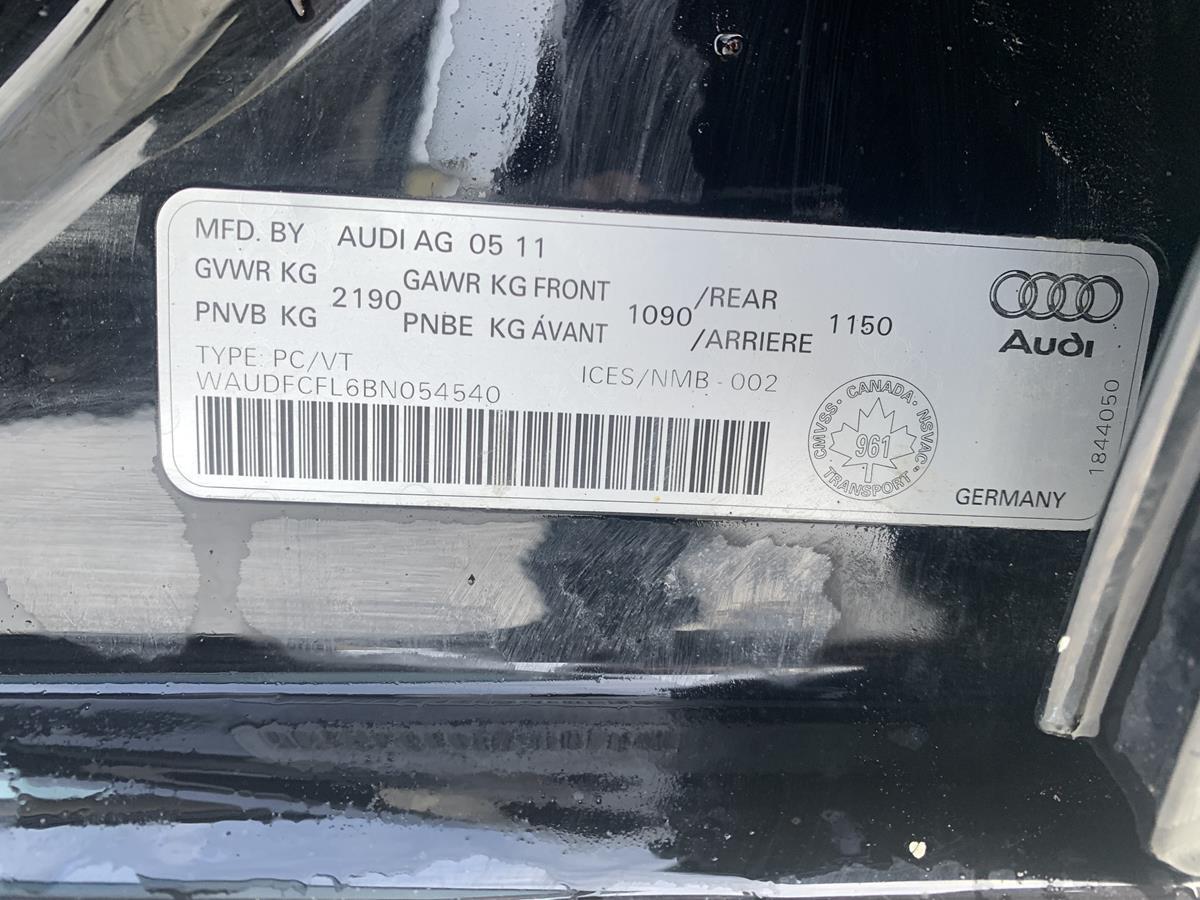 MFD. BY AUDI AG 05 11
GVWR KG 2190 GAWR KG FRONT 1090 /REAR 1150
PNVB KG PNBE KG ÁVANT /ARRIERE
TYPE: PC/VT ICES/NMB - 002
WAUDFCFL6BN054540
Audi
CMVSS· CANADA· NSVAC·
961
TRANSPORT
GERMANY
1844050